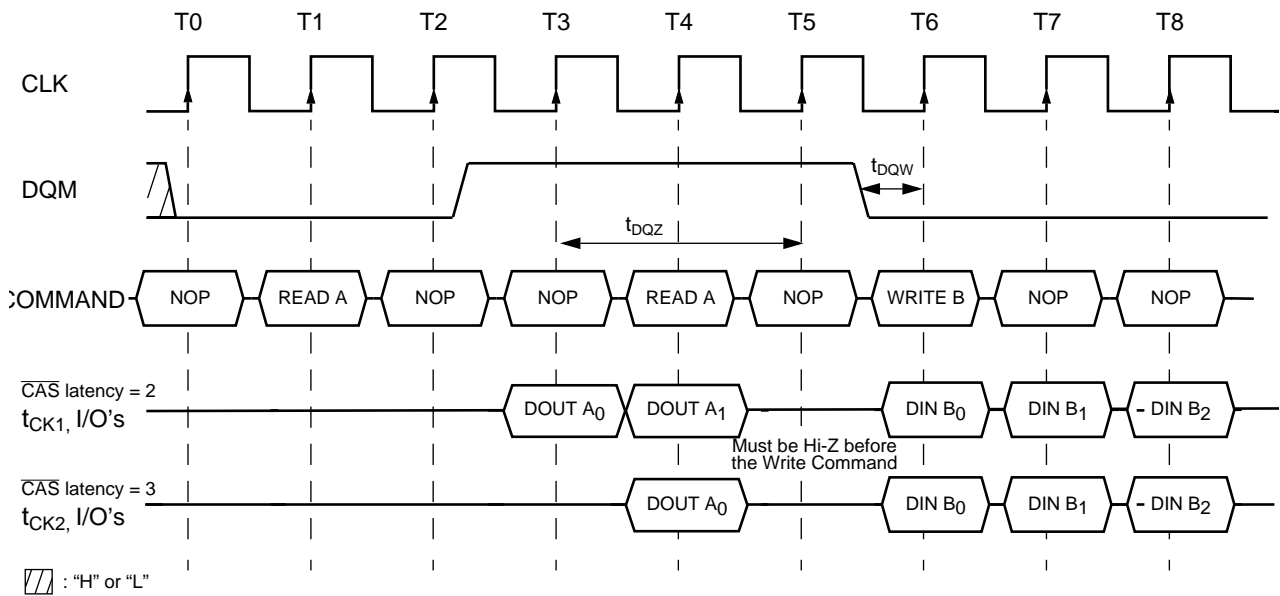 T0 T1 T2 T3 T4 T5 T6 T7 T8
CLK
DQM
tDQW
tDQZ
COMMAND NOP READ A NOP NOP READ A NOP WRITE B NOP NOP
CAS latency = 2
tCK1, I/O's
DOUT A0 DOUT A1 DIN B0 DIN B1 DIN B2
Must be Hi-Z before
the Write Command
CAS latency = 3
tCK2, I/O's
DOUT A0 DIN B0 DIN B1 DIN B2
: “H” or “L”